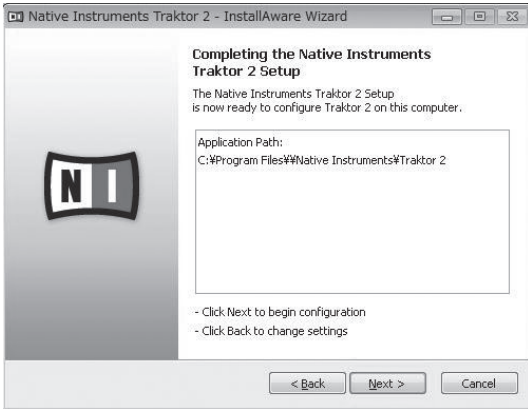 Native Instruments Traktor 2 - InstallAware Wizard
Completing the Native Instruments
Traktor 2 Setup
The Native Instruments Traktor 2 Setup
is now ready to configure Traktor 2 on this computer.
Application Path:
C:¥Program Files¥¥Native Instruments¥Traktor 2
N I
- Click Next to begin configuration
- Click Back to change settings
< Back
Next >
Cancel